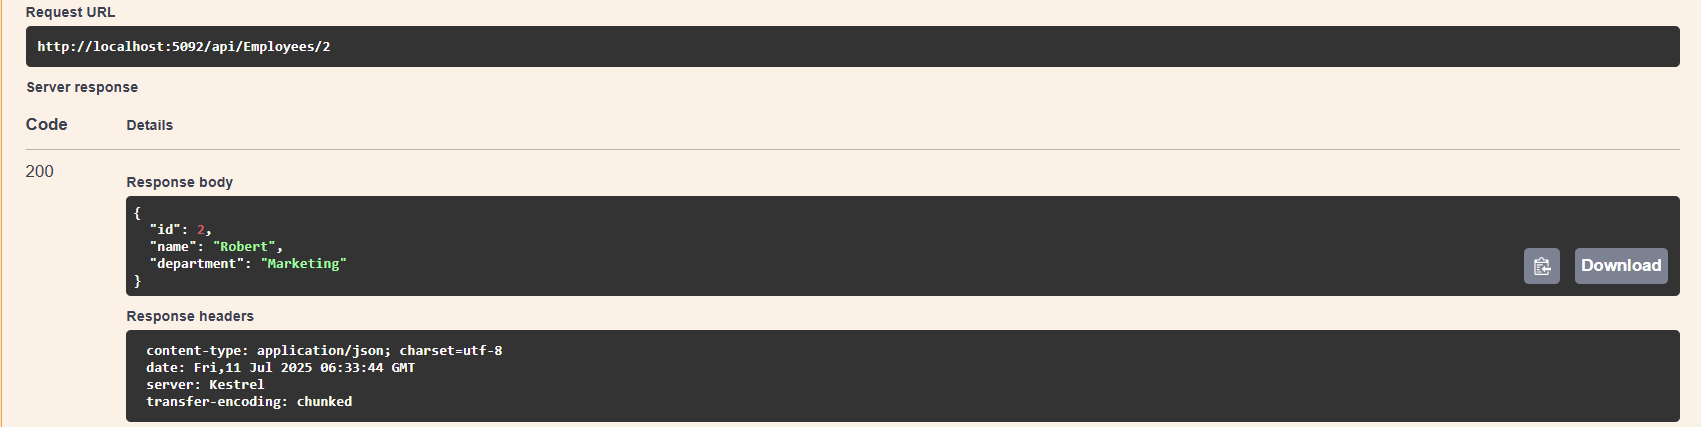 Request URL
http://localhost:5092/api/Employees/2
Server response
Code Details
200
Response body
{
  "id": 2,
  "name": "Robert",
  "department": "Marketing"
}
Download
Response headers
content-type: application/json; charset=utf-8
date: Fri,11 Jul 2025 06:33:44 GMT
server: Kestrel
transfer-encoding: chunked